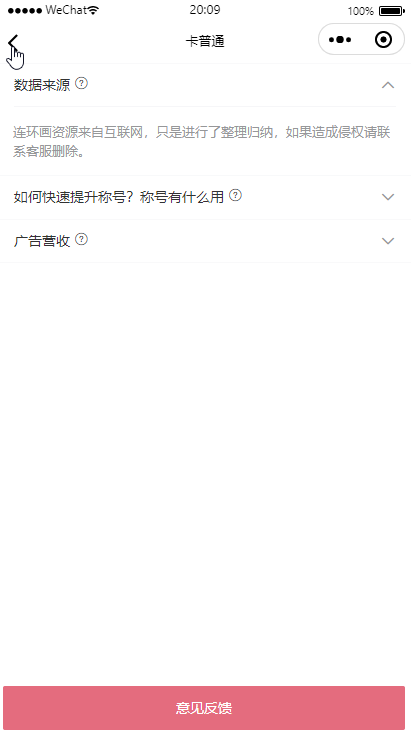 WeChat 20:09 100%
卡普通
数据来源 ?
连环画资源来自互联网，只是进行了整理归纳，如果造成侵权请联
系客服删除。
如何快速提升称号？称号有什么用 ?
广告营收 ?
意见反馈